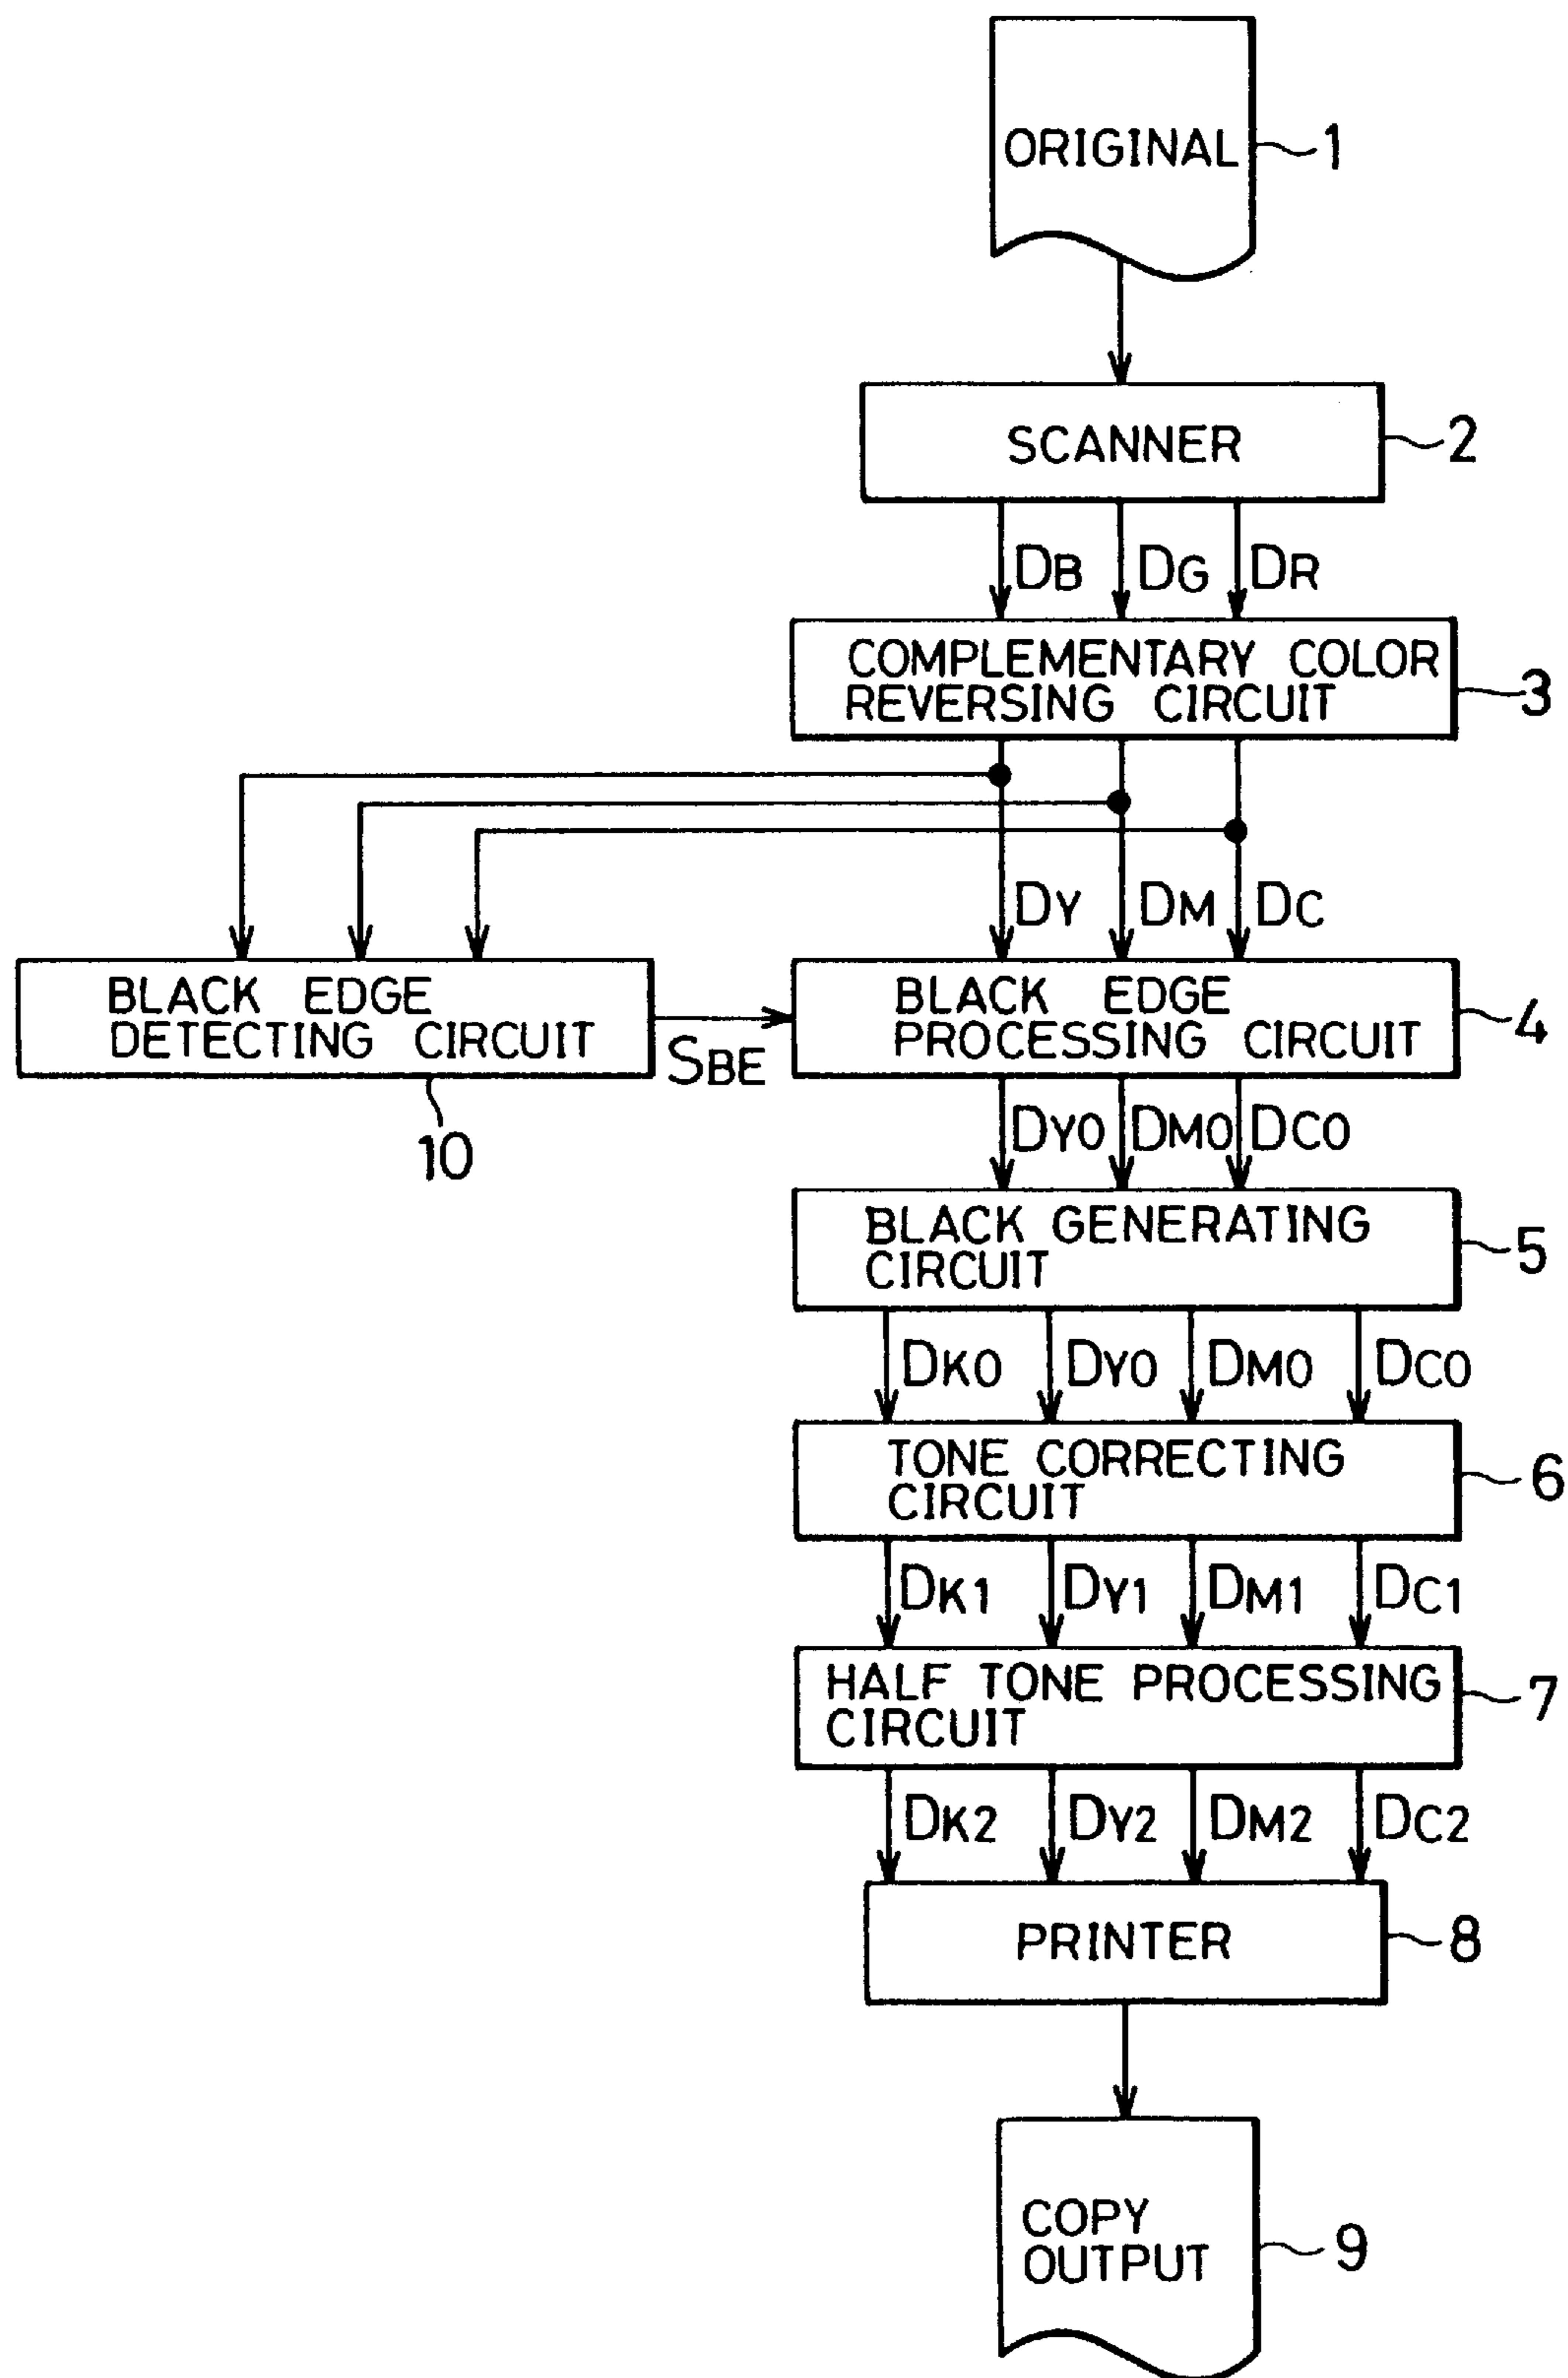 ORIGINAL
1
SCANNER
2
DB DG DR
COMPLEMENTARY COLOR
REVERSING CIRCUIT
3
DY DM DC
BLACK EDGE
DETECTING CIRCUIT
10
SBE
BLACK EDGE
PROCESSING CIRCUIT
4
DY0 DM0 DC0
BLACK GENERATING
CIRCUIT
5
DK0 DY0 DM0 DC0
TONE CORRECTING
CIRCUIT
6
DK1 DY1 DM1 DC1
HALF TONE PROCESSING
CIRCUIT
7
DK2 DY2 DM2 DC2
PRINTER
8
COPY
OUTPUT
9